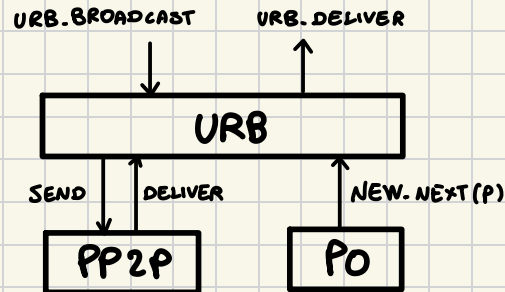 URB.BROADCAST URB.DELIVER
URB
SEND DELIVER NEW.NEXT(P)
PP2P PO